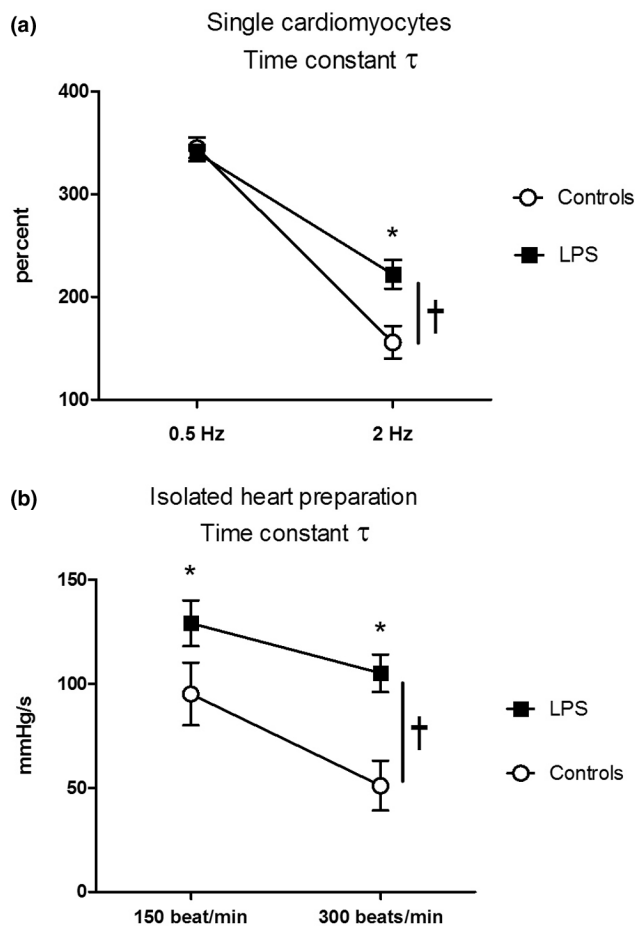 (a)
Single cardiomyocytes
Time constant τ
400
300
200
100
percent
*
†
0.5 Hz
2 Hz
Controls
LPS
(b)
Isolated heart preparation
Time constant τ
150
100
50
0
mmHg/s
*
*
†
150 beat/min
300 beats/min
LPS
Controls